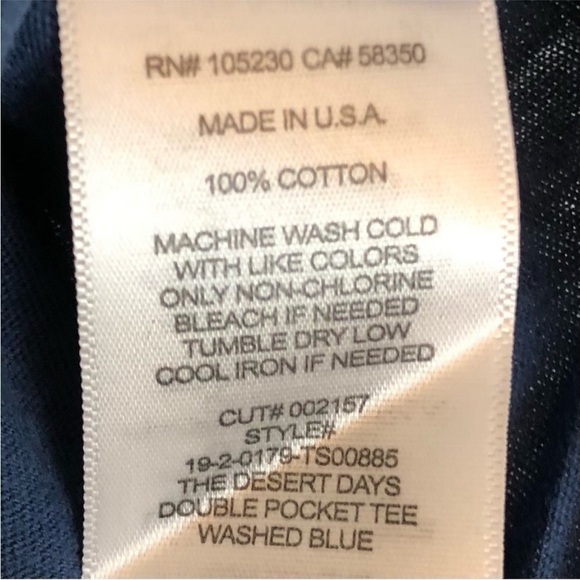 RN# 105230 CA# 58350
MADE IN U.S.A.
100% COTTON
MACHINE WASH COLD
WITH LIKE COLORS
ONLY NON-CHLORINE
BLEACH IF NEEDED
TUMBLE DRY LOW
COOL IRON IF NEEDED
CUT# 002157
STYLE#
19-2-0179-TS00885
THE DESERT DAYS
DOUBLE POCKET TEE
WASHED BLUE